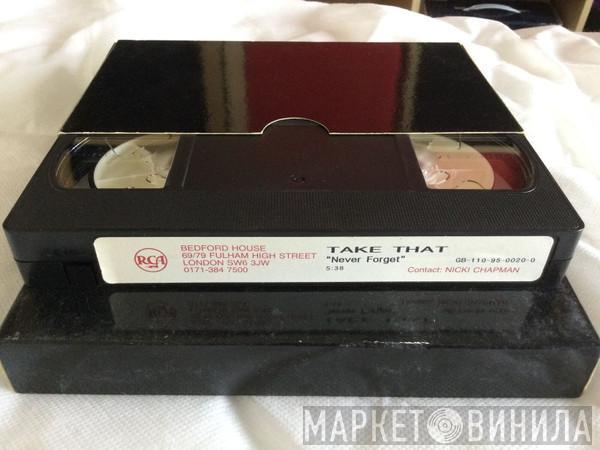 RCA
BEDFORD HOUSE
69/79 FULHAM HIGH STREET
LONDON SW6 3JW
0171-384 7500
TAKE THAT
"Never Forget"
5:38
GB-110-95-0020-0
Contact: NICKI CHAPMAN
МАРКЕТ ВИНИЛА